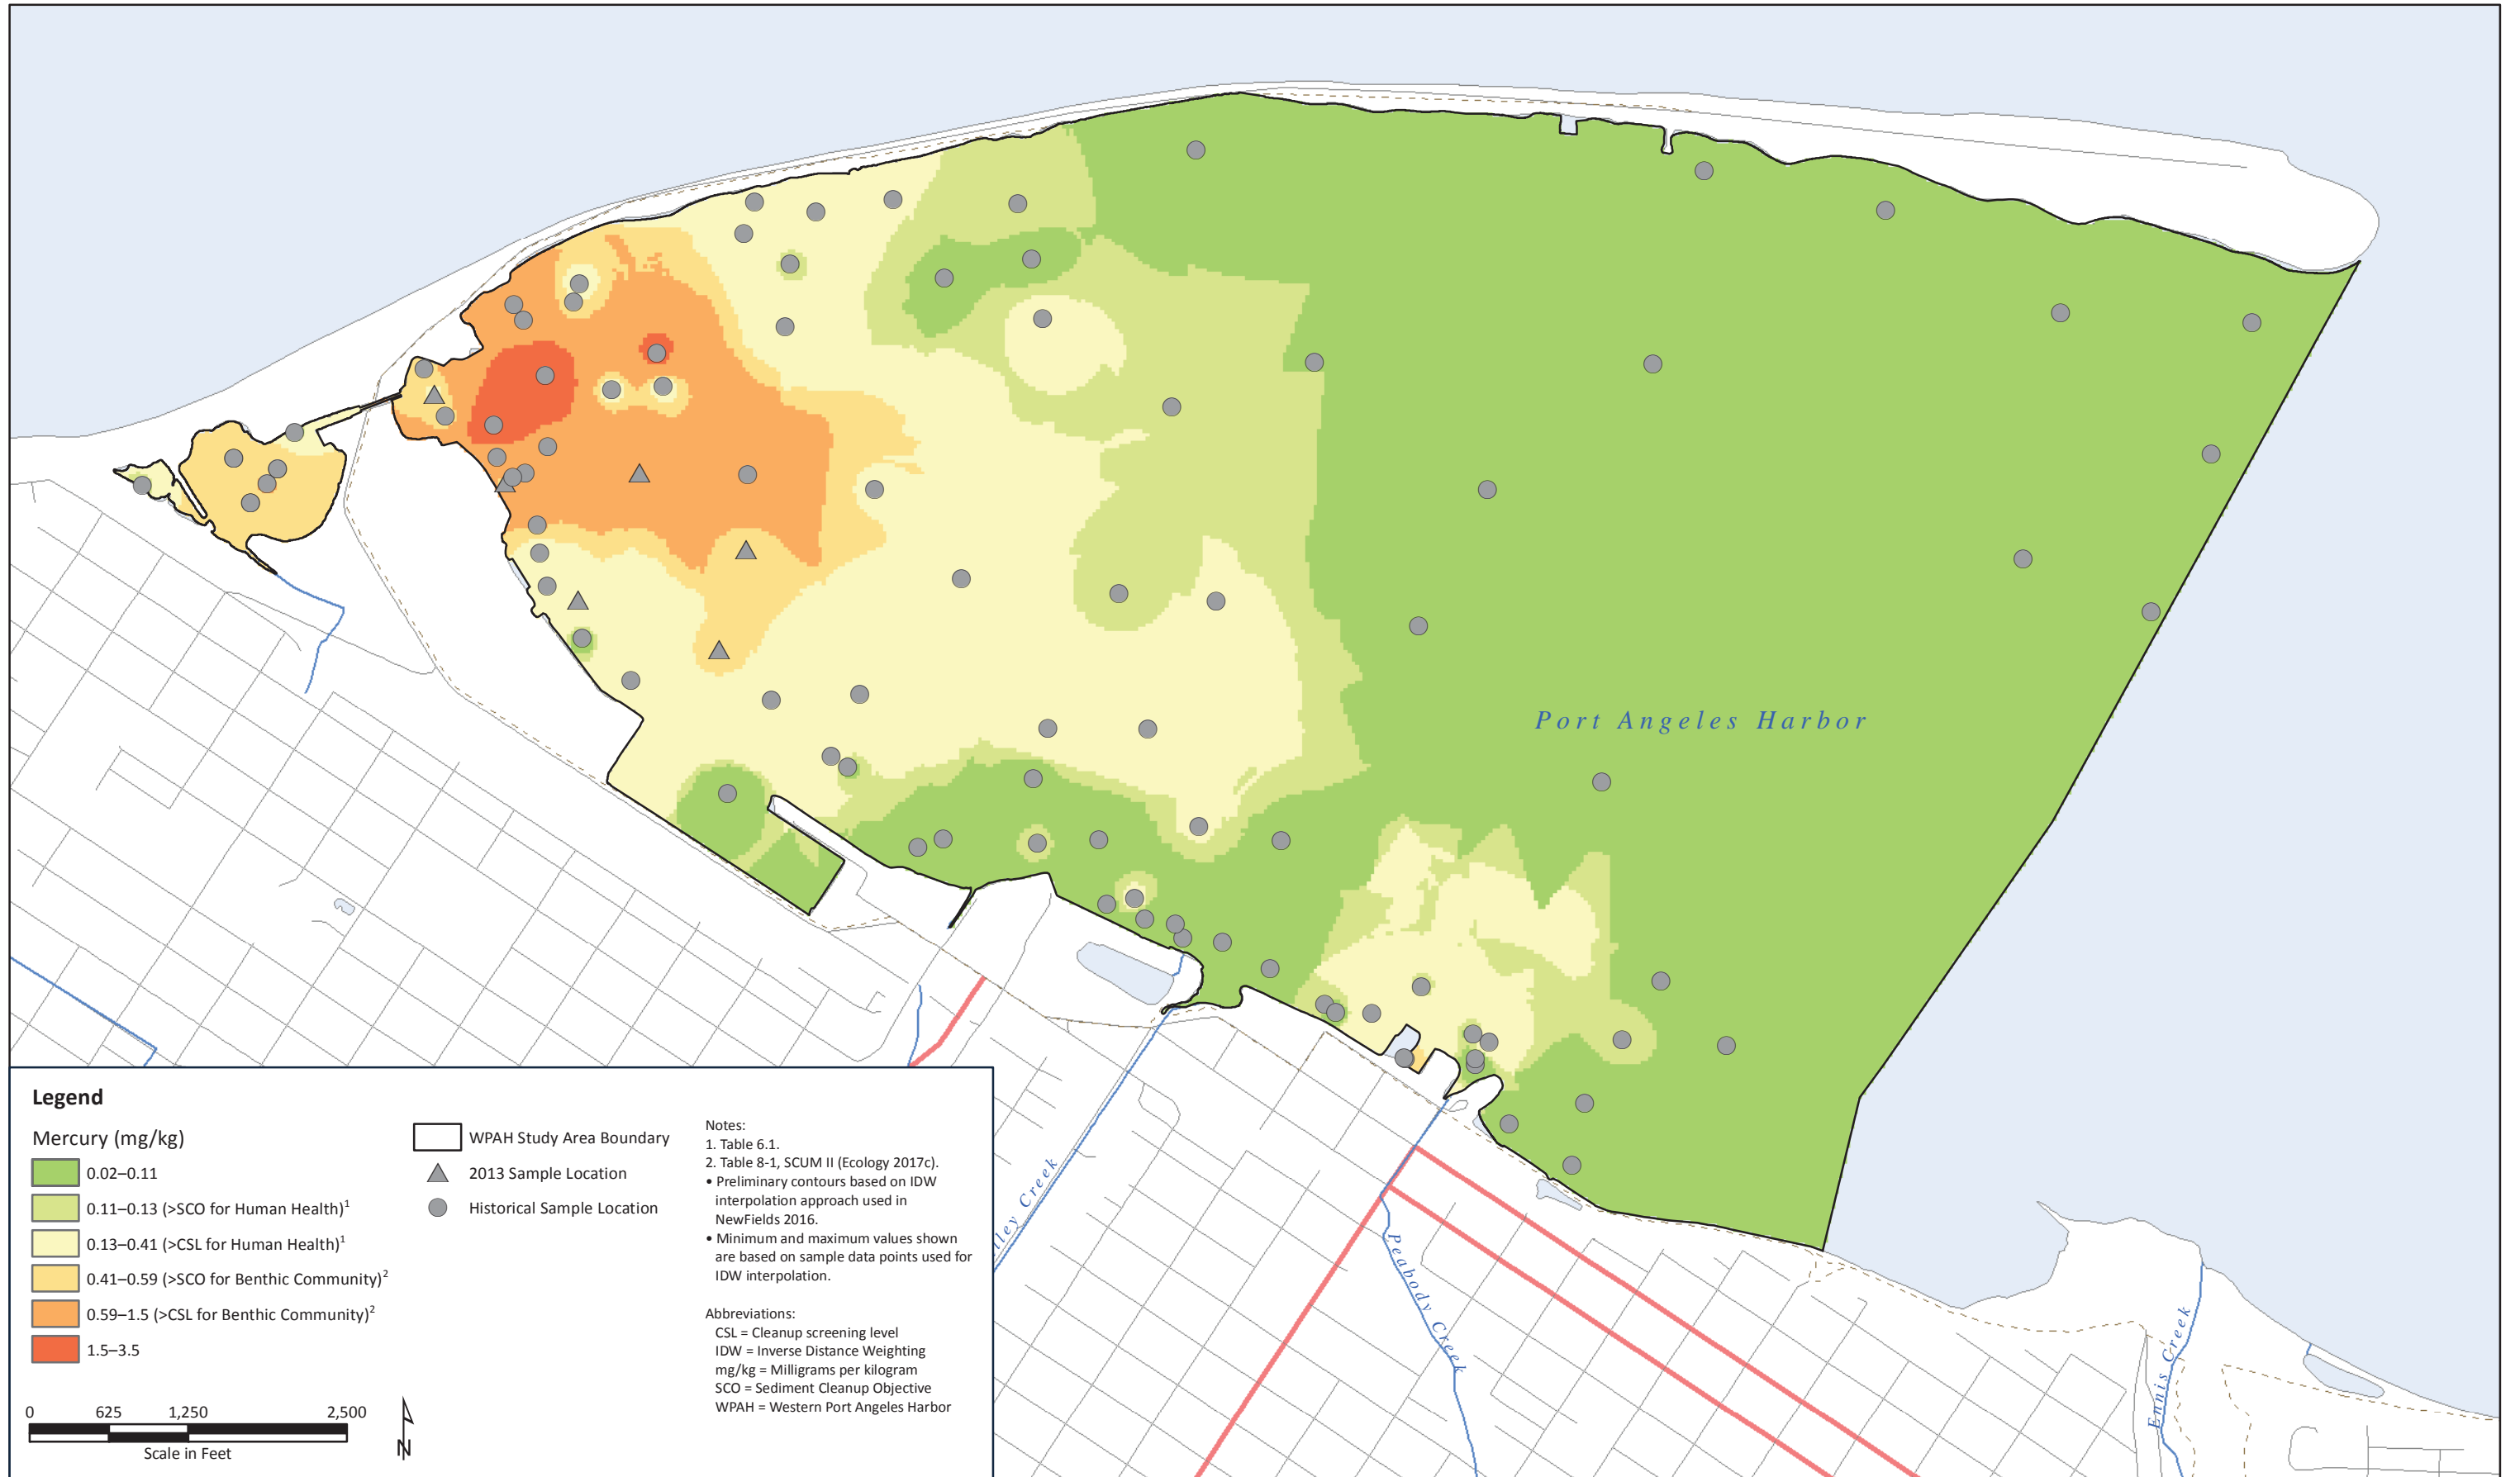 Port Angeles Harbor
Legend
Mercury (mg/kg)
0.02–0.11
0.11–0.13 (>SCO for Human Health)1
0.13–0.41 (>CSL for Human Health)1
0.41–0.59 (>SCO for Benthic Community)2
0.59–1.5 (>CSL for Benthic Community)2
1.5–3.5
0 625 1,250 2,500
Scale in Feet
N
WPAH Study Area Boundary
2013 Sample Location
Historical Sample Location
Notes:
1. Table 6.1.
2. Table 8-1, SCUM II (Ecology 2017c).
• Preliminary contours based on IDW
interpolation approach used in
NewFields 2016.
• Minimum and maximum values shown
are based on sample data points used for
IDW interpolation.
Abbreviations:
CSL = Cleanup screening level
IDW = Inverse Distance Weighting
mg/kg = Milligrams per kilogram
SCO = Sediment Cleanup Objective
WPAH = Western Port Angeles Harbor
lley Creek
Peabody Creek
Ennis Creek